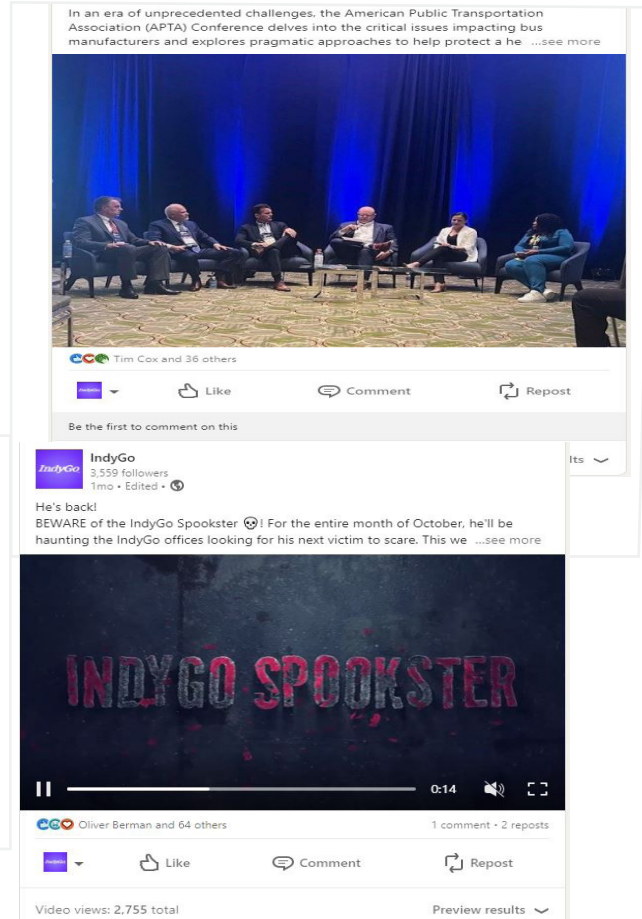 In an era of unprecedented challenges, the American Public Transportation
Association (APTA) Conference delves into the critical issues impacting bus
manufacturers and explores pragmatic approaches to help protect a he ...see more
Tim Cox and 36 others
Like Comment Repost
Be the first to comment on this
lts
IndyGo
IndyGo
3,559 followers
1mo • Edited •
He's back!
BEWARE of the IndyGo Spookster 💀! For the entire month of October, he'll be
haunting the IndyGo offices looking for his next victim to scare. This we ...see more
INDYGO SPOOKSTER
0:14
Oliver Berman and 64 others 1 comment • 2 reposts
Like Comment Repost
Video views: 2,755 total Preview results